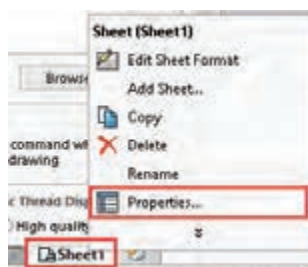 Sheet (Sheet1)
Edit Sheet Format
Add Sheet...
Copy
Delete
Rename
Properties...
Brows
command wh
drawing
c Thread Disp
High quality
Sheet1